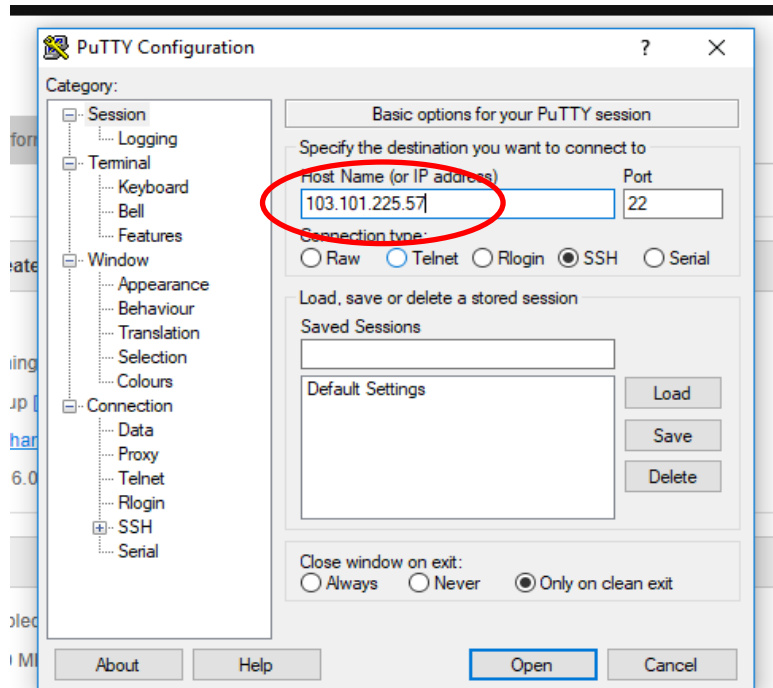 PuTTY Configuration
?
Category:
Session
Logging
Terminal
Keyboard
Bell
Features
Window
Appearance
Behaviour
Translation
Selection
Colours
Connection
Data
Proxy
Telnet
Rlogin
SSH
Serial
Basic options for your PuTTY session
Specify the destination you want to connect to
Host Name (or IP address) Port
103.101.225.57 22
Connection type:
Raw Telnet Rlogin SSH Serial
Load, save or delete a stored session
Saved Sessions
Default Settings
Load
Save
Delete
Close window on exit:
Always Never Only on clean exit
About Help Open Cancel
up [
6.0